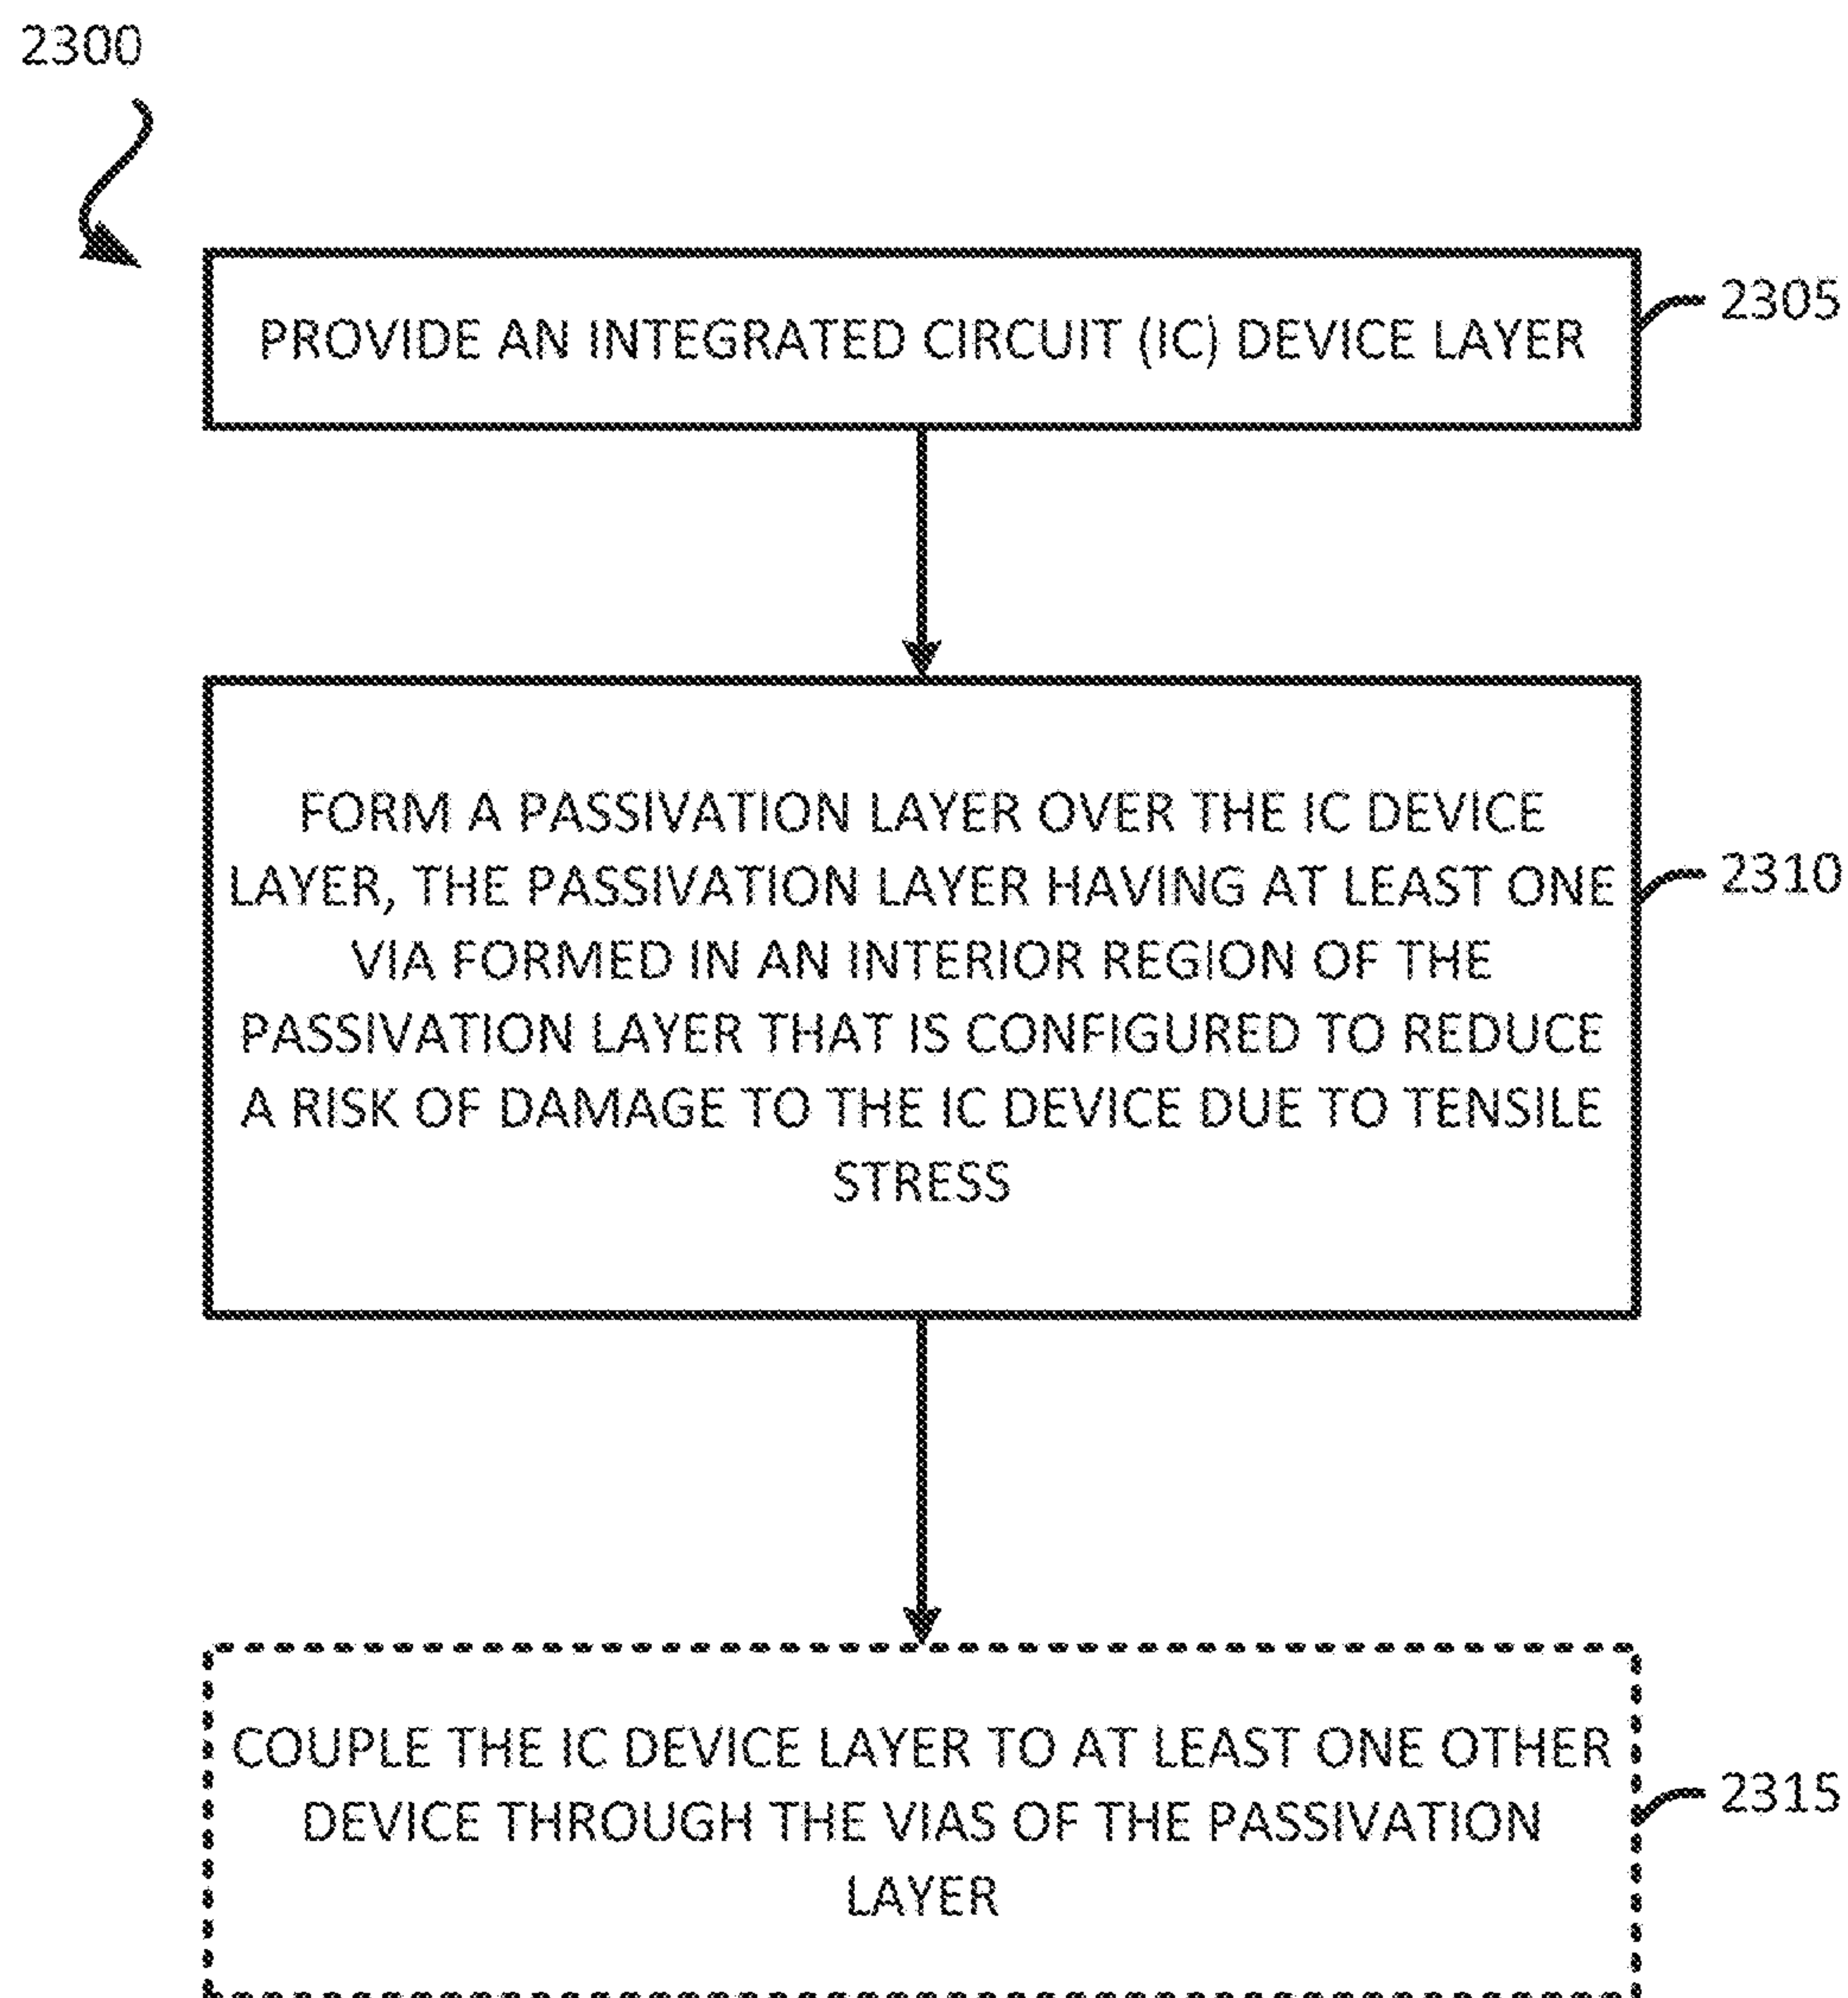 2300
PROVIDE AN INTEGRATED CIRCUIT (IC) DEVICE LAYER
2305
FORM A PASSIVATION LAYER OVER THE IC DEVICE
LAYER, THE PASSIVATION LAYER HAVING AT LEAST ONE
VIA FORMED IN AN INTERIOR REGION OF THE
PASSIVATION LAYER THAT IS CONFIGURED TO REDUCE
A RISK OF DAMAGE TO THE IC DEVICE DUE TO TENSILE
STRESS
2310
COUPLE THE IC DEVICE LAYER TO AT LEAST ONE OTHER
DEVICE THROUGH THE VIAS OF THE PASSIVATION
LAYER
2315